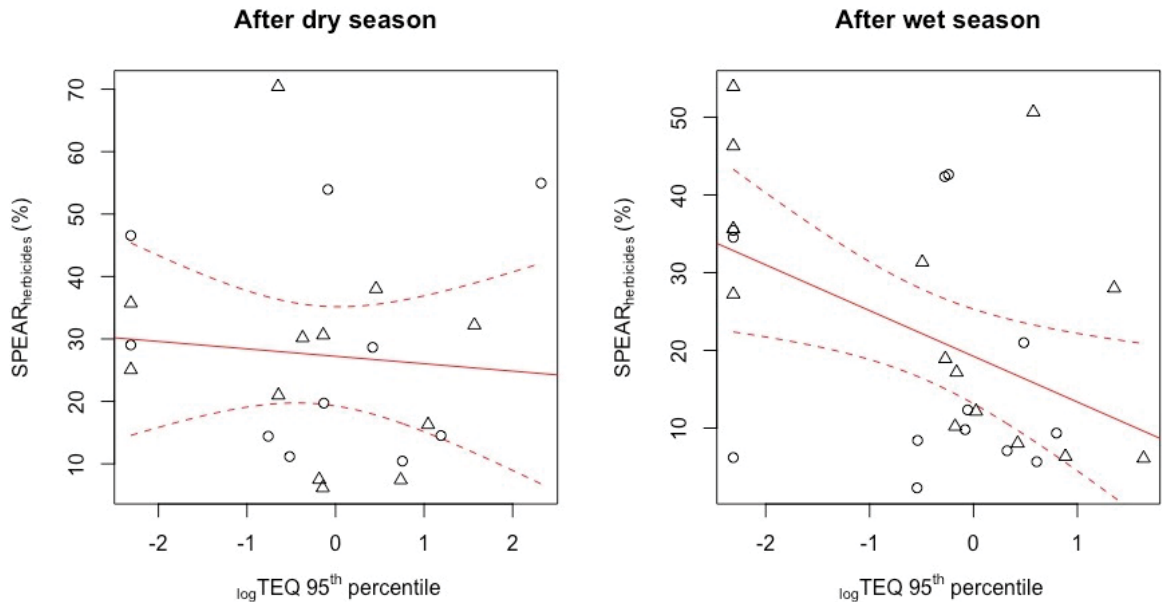 After dry season
SPEARherbicides (%)
70
60
50
40
30
20
10
-2 -1 0 1 2
logTEQ 95th percentile
After wet season
SPEARherbicides (%)
50
40
30
20
10
-2 -1 0 1
logTEQ 95th percentile